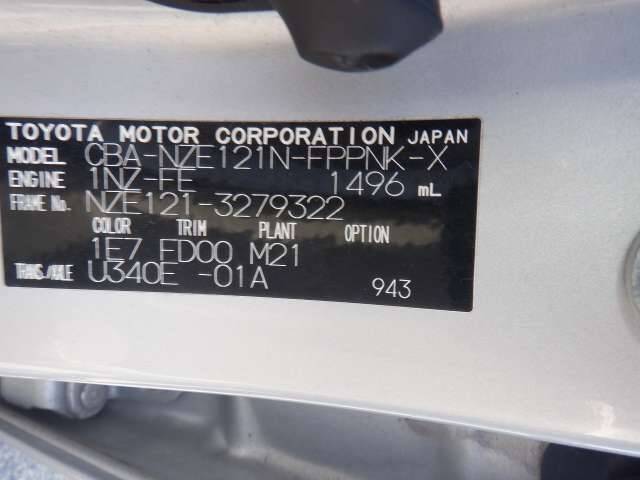 TOYOTA MOTOR CORPORATION JAPAN
MODEL CBA-NZE121N-FPPNK-X
ENGINE 1NZ-FE 1496 mL
FRAME No. NZE121-3279322
COLOR TRIM PLANT OPTION
1E7 FD00 M21
TRANS/AXLE U340E -01A
943